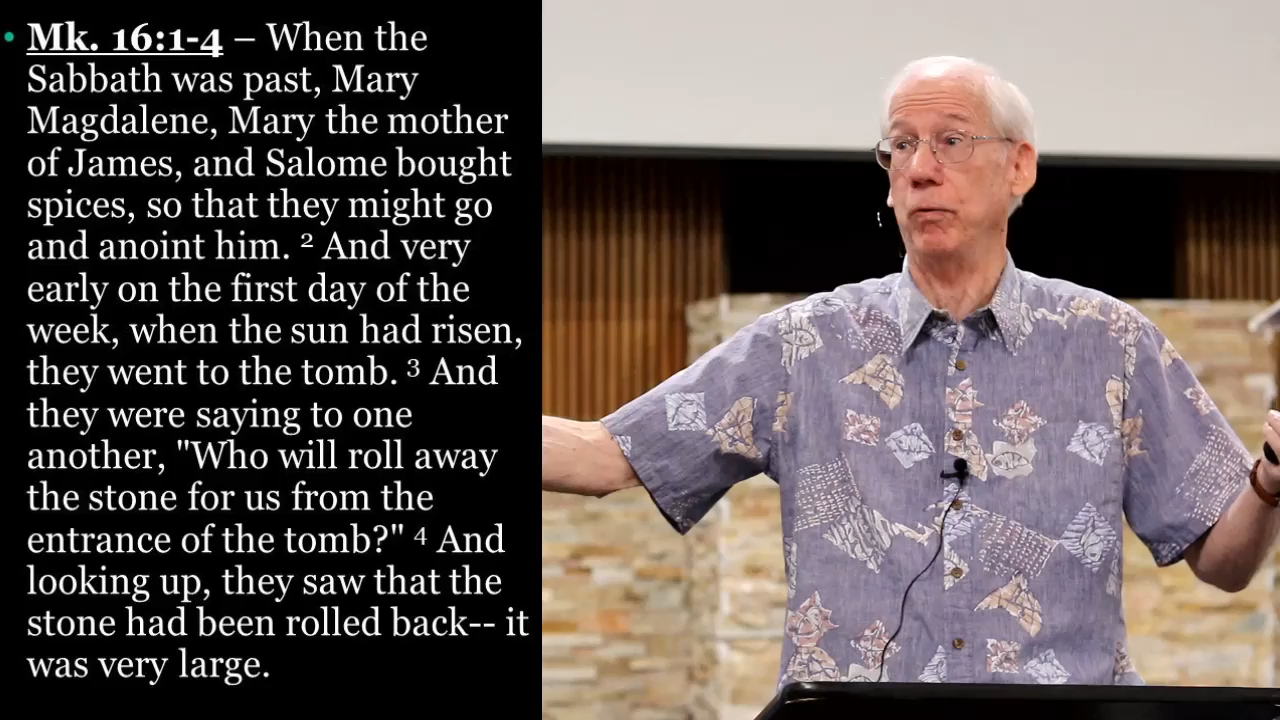 • Mk. 16:1-4 – When the
Sabbath was past, Mary
Magdalene, Mary the mother
of James, and Salome bought
spices, so that they might go
and anoint him. ² And very
early on the first day of the
week, when the sun had risen,
they went to the tomb. ³ And
they were saying to one
another, "Who will roll away
the stone for us from the
entrance of the tomb?" ⁴ And
looking up, they saw that the
stone had been rolled back-- it
was very large.